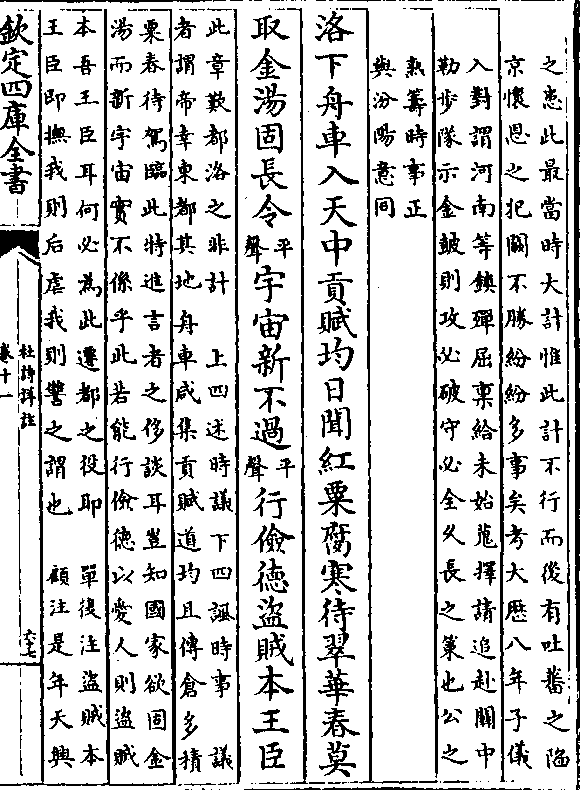 之患此最當時大計惟此計不行而後有吐蕃之陷
京懷恩之犯闕不勝紛紛多事矣考大歴八年子儀
入對謂河南等鎮殫屈稟給未始蒐擇請追赴關中
勒步隊示金鼓則攻必破守必全久長之策也公之
熟籌時事正
與汾陽意同
洛下舟車入天中貢賦均日聞紅粟腐寒待翠華春莫
取金湯固長令平聲宇宙新不過平聲行儉徳盜賊本王臣
此章歎都洛之非計 上四述時議下四諷時事 議
者謂帝幸東都其地舟車咸集貢賦道均且傳倉多積
粟春待駕臨此特進言者之侈談耳豈知國家欲固金
湯而新宇宙實不係乎此若能行儉徳以愛人則盜賊
本吾王臣耳何必為此遷都之役耶 單復注盜賊本
王臣即撫我則后虐我則讐之謂也 顧注是年天興
欽定四庫全書
杜詩詳註
卷十一
六七